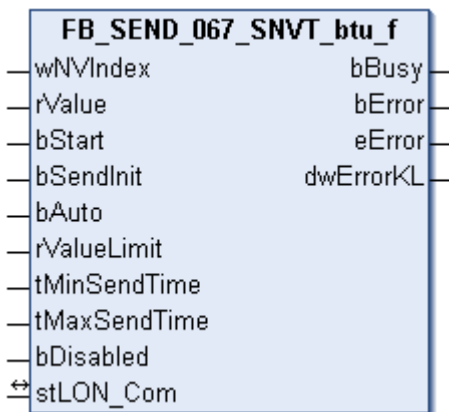 FB_SEND_067_SNVT_btu_f
wNVIndex bBusy
rValue bError
bStart eError
bSendInit dwErrorKL
bAuto
rValueLimit
tMinSendTime
tMaxSendTime
bDisabled
stLON_Com